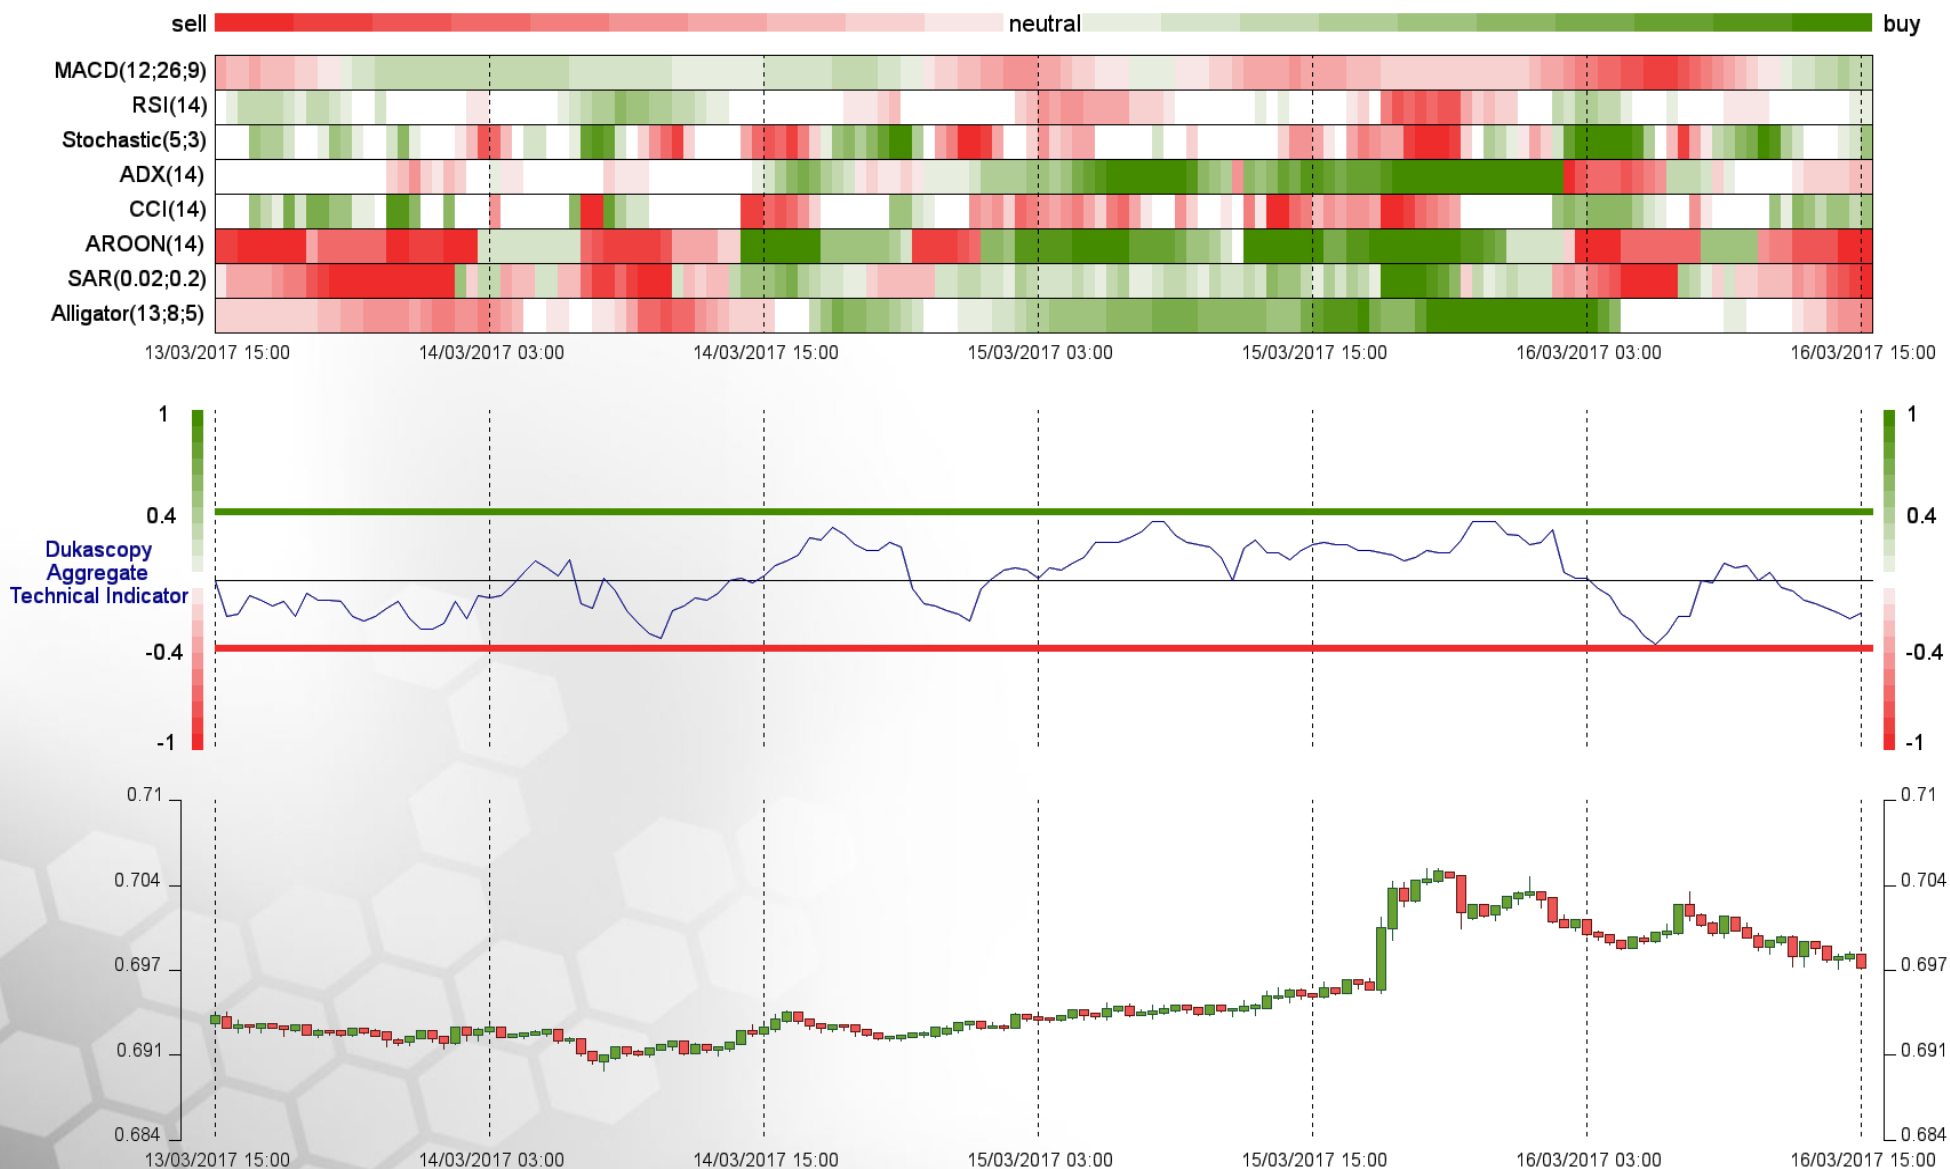 sell neutral buy
MACD(12;26;9)
RSI(14)
Stochastic(5;3)
ADX(14)
CCI(14)
AROON(14)
SAR(0.02;0.2)
Alligator(13;8;5)
13/03/2017 15:00 14/03/2017 03:00 14/03/2017 15:00 15/03/2017 03:00 15/03/2017 15:00 16/03/2017 03:00 16/03/2017 15:00
1 1
0.4 0.4
Dukascopy
Aggregate
Technical Indicator
-0.4 -0.4
-1 -1
0.71 0.71
0.704 0.704
0.697 0.697
0.691 0.691
0.684 0.684
13/03/2017 15:00 14/03/2017 03:00 14/03/2017 15:00 15/03/2017 03:00 15/03/2017 15:00 16/03/2017 03:00 16/03/2017 15:00